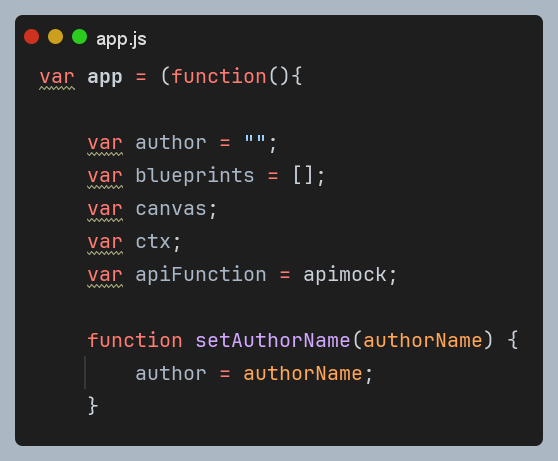 app.js
var app = (function(){
var author = "";
var blueprints = [];
var canvas;
var ctx;
var apiFunction = apimock;
function setAuthorName(authorName) {
author = authorName;
}